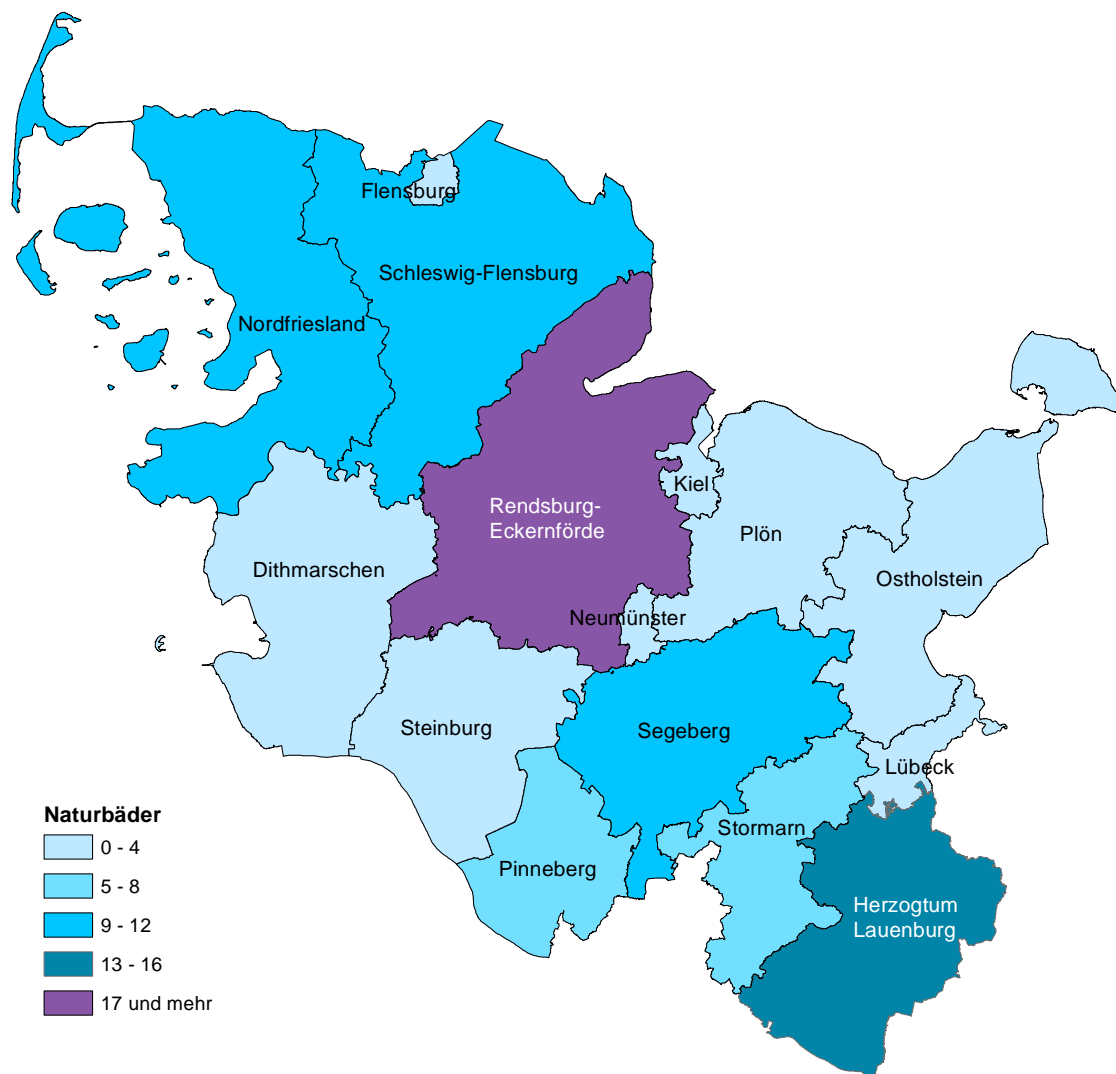 Flensburg
Schleswig-Flensburg
Nordfriesland
Kiel
Rendsburg-
Eckernförde
Plön
Dithmarschen
Ostholstein
Neumünster
Steinburg
Segeberg
Lübeck
Stormarn
Pinneberg
Herzogtum
Lauenburg
Naturbäder
0 - 4
5 - 8
9 - 12
13 - 16
17 und mehr